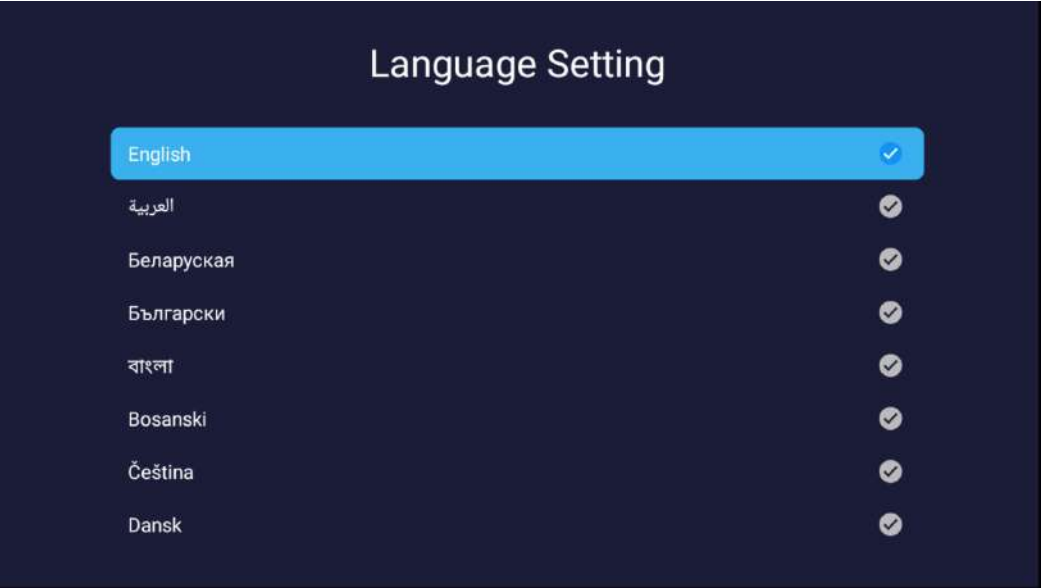 Language Setting
English
العربية
Беларуская
Български
বাংলা
Bosanski
Čeština
Dansk